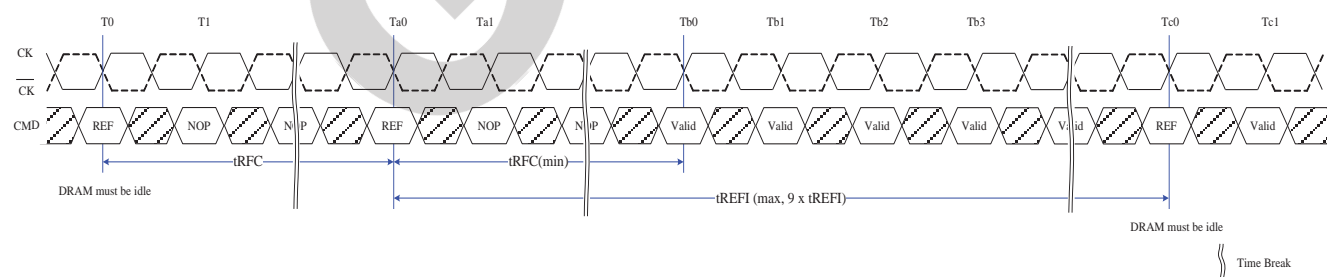 T0 T1 Ta0 Ta1 Tb0 Tb1 Tb2 Tb3 Tc0 Tc1
CK
CK
CMD REF NOP NOP REF NOP NOP Valid Valid Valid Valid Valid REF Valid
tRFC tRFC(min)
DRAM must be idle
tREFI (max, 9 x tREFI)
DRAM must be idle
Time Break